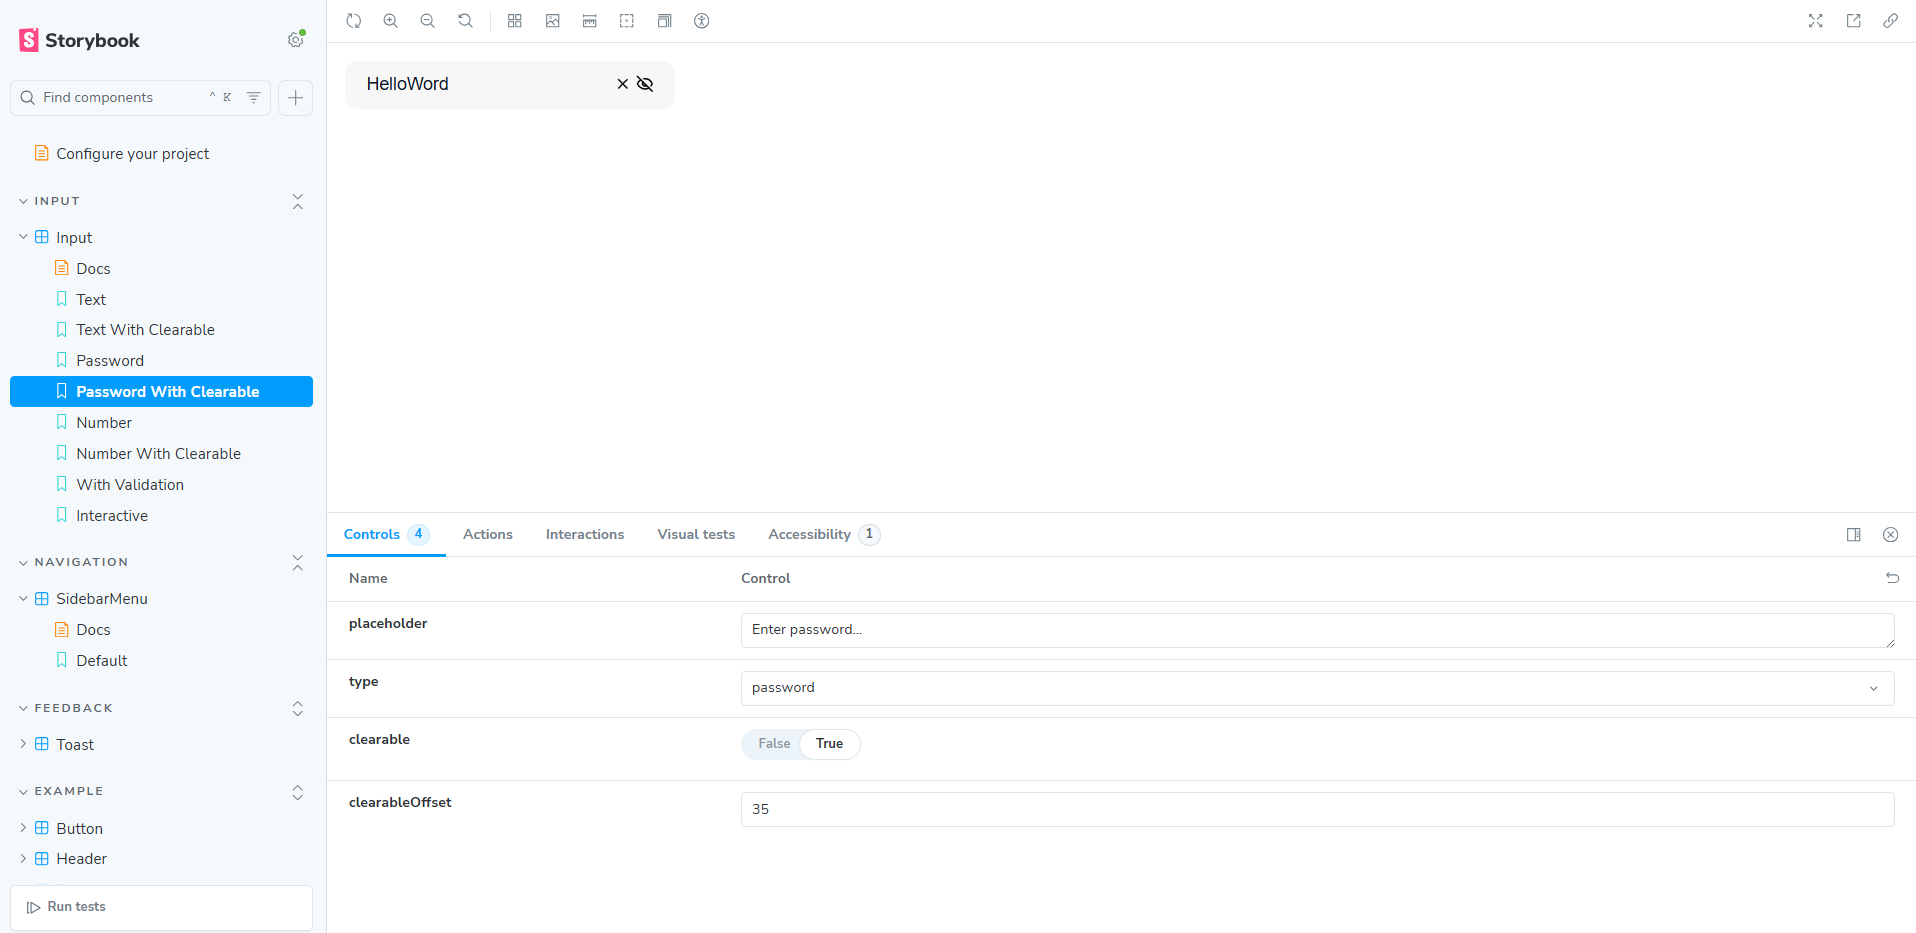 Storybook
Find components
^ K
Configure your project
INPUT
Input
Docs
Text
Text With Clearable
Password
Password With Clearable
Number
Number With Clearable
With Validation
Interactive
NAVIGATION
SidebarMenu
Docs
Default
FEEDBACK
Toast
EXAMPLE
Button
Header
Run tests
HelloWord
Controls 4 Actions Interactions Visual tests Accessibility 1
Name Control
placeholder Enter password...
type password
clearable False True
clearableOffset 35